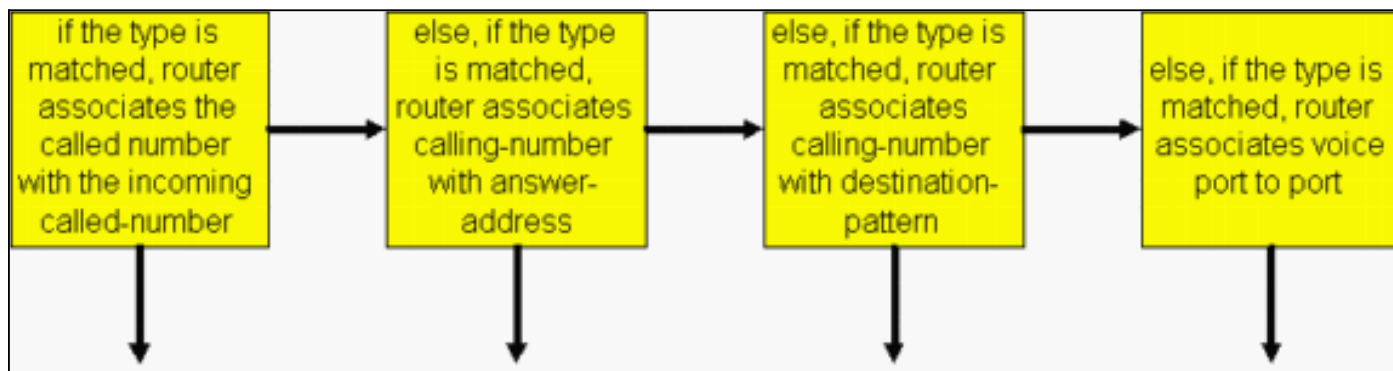 if the type is
matched, router
associates the
called number
with the incoming
called-number
else, if the type
is matched,
router associates
calling-number
with answer-
address
else, if the type is
matched, router
associates
calling-number
with destination-
pattern
else, if the type is
matched, router
associates voice
port to port